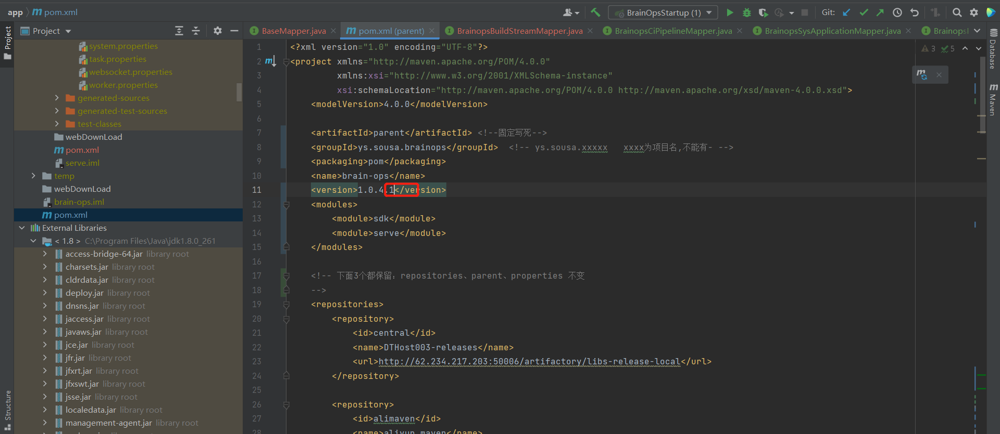 app pom.xml
BrainOpsStartup (1) Git:
Project
BaseMapper.java pom.xml (parent) BrainopsBuildStreamMapper.java BrainopsCiPipelineMapper.java BrainopsSysApplicationMapper.java
Project
Structure
Database
Maven
system.properties
task.properties
websocket.properties
worker.properties
generated-sources
generated-test-sources
test-classes
webDownLoad
pom.xml
serve.iml
temp
webDownLoad
brain-ops.iml
pom.xml
External Libraries
< 1.8 > C:\Program Files\Java\jdk1.8.0_261
access-bridge-64.jar library root
charsets.jar library root
cldrdata.jar library root
deploy.jar library root
dnsns.jar library root
jaccess.jar library root
javaws.jar library root
jce.jar library root
jfr.jar library root
jfxrt.jar library root
jfxswt.jar library root
jsse.jar library root
localedata.jar library root
management-agent.jar library root
3 5
1 <?xml version="1.0" encoding="UTF-8"?>
2 <project xmlns="http://maven.apache.org/POM/4.0.0"
3 xmlns:xsi="http://www.w3.org/2001/XMLSchema-instance"
4 xsi:schemaLocation="http://maven.apache.org/POM/4.0.0 http://maven.apache.org/xsd/maven-4.0.0.xsd">
5 <modelVersion>4.0.0</modelVersion>
6
7 <artifactId>parent</artifactId> <!--固定写死-->
8 <groupId>ys.sousa.brainops</groupId> <!-- ys.sousa.xxxxx xxxx为项目名,不能有- -->
9 <packaging>pom</packaging>
10 <name>brain-ops</name>
11 <version>1.0.4.1</version>
12 <modules>
13 <module>sdk</module>
14 <module>serve</module>
15 </modules>
16
17 <!-- 下面3个都保留: repositories、parent、properties 不变
18 -->
19 <repositories>
20 <repository>
21 <id>central</id>
22 <name>DTHost003-releases</name>
23 <url>http://62.234.217.203:50006/artifactory/libs-release-local</url>
24 </repository>
25
26 <repository>
27 <id>alimaven</id>
28 <name>aliyun maven</name>